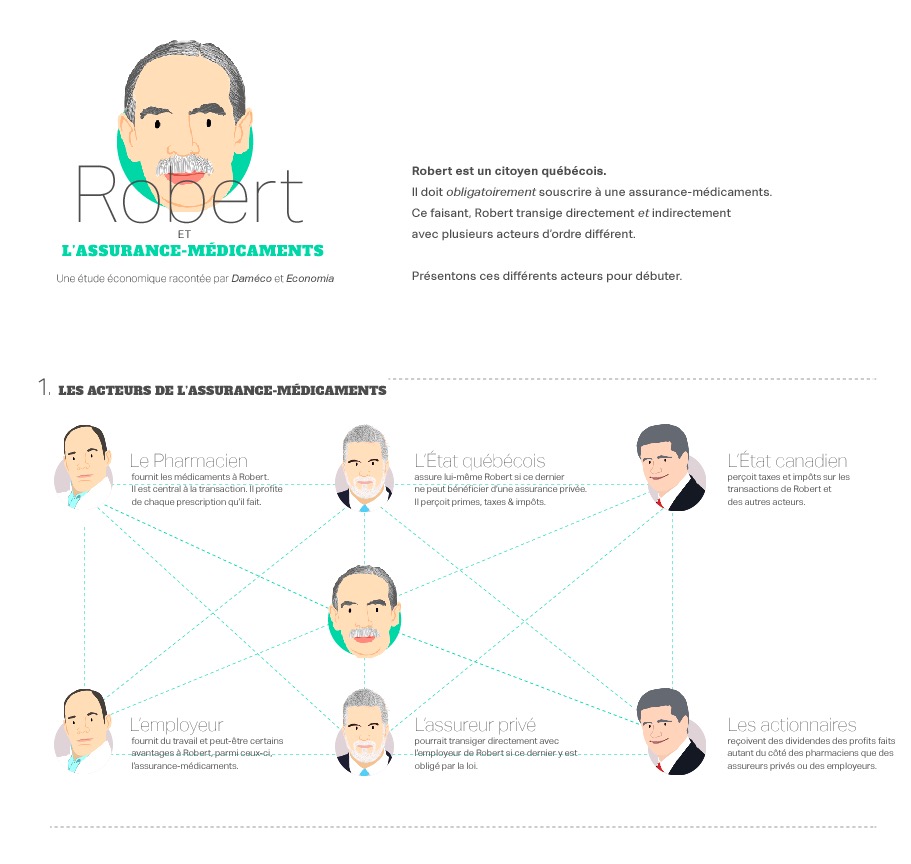 Robert
ET
L'ASSURANCE-MÉDICAMENTS
Une étude économique racontée par Daméco et Economia
Robert est un citoyen québécois.
Il doit obligatoirement souscrire à une assurance-médicaments.
Ce faisant, Robert transige directement et indirectement
avec plusieurs acteurs d'ordre différent.
Présentons ces différents acteurs pour débuter.
1. LES ACTEURS DE L'ASSURANCE-MÉDICAMENTS
Le Pharmacien
fournit les médicaments à Robert.
Il est central à la transaction. Il profite
de chaque prescription qu'il fait.
L'État québécois
assure lui-même Robert si ce dernier
ne peut bénéficier d'une assurance privée.
Il perçoit primes, taxes & impôts.
L'État canadien
perçoit taxes et impôts sur les
transactions de Robert et
des autres acteurs.
L'employeur
fournit du travail et peut-être certains
avantages à Robert, parmi ceux-ci,
l'assurance-médicaments.
L'assureur privé
pourrait transiger directement avec
l'employeur de Robert si ce dernier y est
obligé par la loi.
Les actionnaires
reçoivent des dividendes des profits faits
autant du côté des pharmaciens que des
assureurs privés ou des employeurs.